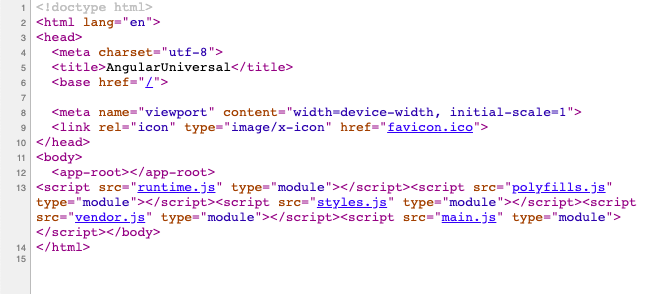 1 <!doctype html>
2 <html lang="en">
3 <head>
4 <meta charset="utf-8">
5 <title>AngularUniversal</title>
6 <base href="/">
7
8 <meta name="viewport" content="width=device-width, initial-scale=1">
9 <link rel="icon" type="image/x-icon" href="favicon.ico">
10 </head>
11 <body>
12 <app-root></app-root>
13 <script src="runtime.js" type="module"></script><script src="polyfills.js"
type="module"></script><script src="styles.js" type="module"></script><script
src="vendor.js" type="module"></script><script src="main.js" type="module">
</script></body>
14 </html>
15